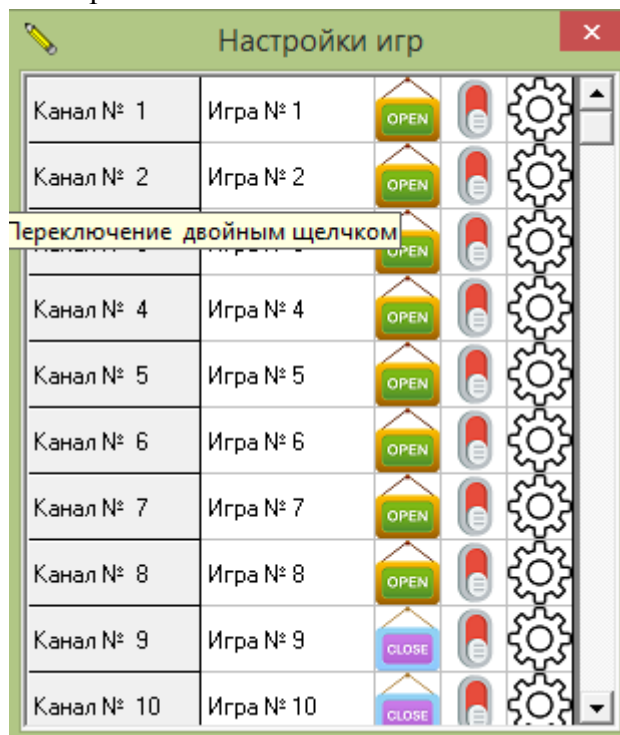 Настройки игр
Канал № 1 Игра № 1 OPEN
Канал № 2 Игра № 2 OPEN
Переключение двойным щелчком
OPEN
Канал № 4 Игра № 4 OPEN
Канал № 5 Игра № 5 OPEN
Канал № 6 Игра № 6 OPEN
Канал № 7 Игра № 7 OPEN
Канал № 8 Игра № 8 OPEN
Канал № 9 Игра № 9 CLOSE
Канал № 10 Игра № 10 CLOSE